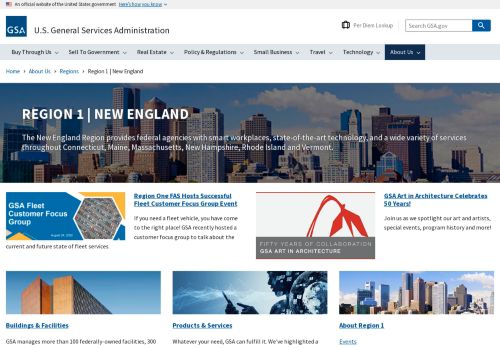 An official website of the United States government Here's how you know
GSA
U.S. General Services Administration
Per Diem Lookup
Search GSA.gov
Buy Through Us
Sell To Government
Real Estate
Policy & Regulations
Small Business
Travel
Technology
About Us
Home › About Us › Regions › Region 1 | New England
REGION 1 | NEW ENGLAND
The New England Region provides federal agencies with smart workplaces, state-of-the-art technology, and a wide variety of services
throughout Connecticut, Maine, Massachusetts, New Hampshire, Rhode Island and Vermont.
GSA Fleet
Customer Focus
Group
August 24, 2022
Region One FAS Hosts Successful
Fleet Customer Focus Group Event
If you need a fleet vehicle, you have come
to the right place! GSA recently hosted a
customer focus group to talk about the
current and future state of fleet services.
FIFTY YEARS OF COLLABORATION
GSA ART IN ARCHITECTURE
GSA Art in Architecture Celebrates
50 Years!
Join us as we spotlight our art and artists,
special events, program history and more!
Buildings & Facilities
GSA manages more than 100 federally-owned facilities, 300
Products & Services
Whatever your need, GSA can fulfill it. We've highlighted a
About Region 1
Events